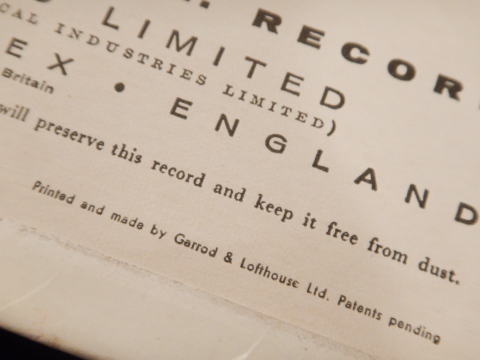 RECOR
LIMITED
CAL INDUSTRIES LIMITED)
EX • ENGLAND
Britain
will preserve this record and keep it free from dust.
Printed and made by Garrod & Lofthouse Ltd. Patents pending